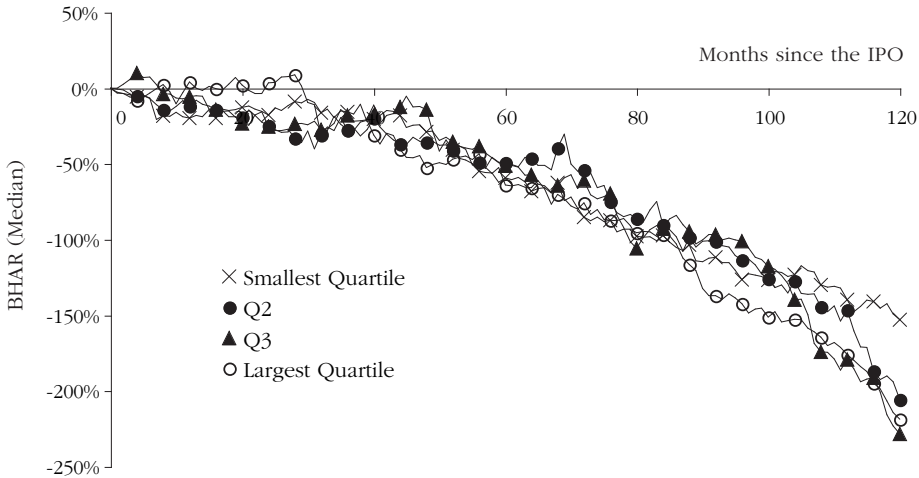 50%
Months since the IPO
0%
0 20 40 60 80 100 120
-50%
-100%
-150%
-200%
-250%
BHAR (Median)
Smallest Quartile
Q2
Q3
Largest Quartile